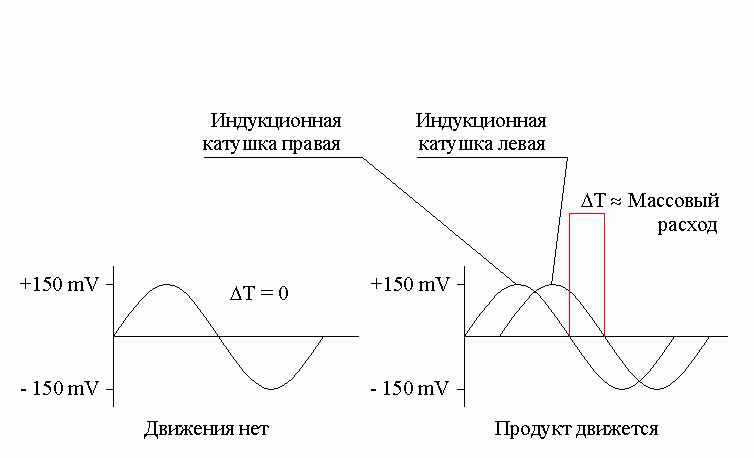 Индукционная
катушка правая
Индукционная
катушка левая
ΔT ≈ Массовый
расход
+150 mV
ΔT = 0
- 150 mV
Движения нет
+150 mV
- 150 mV
Продукт движется